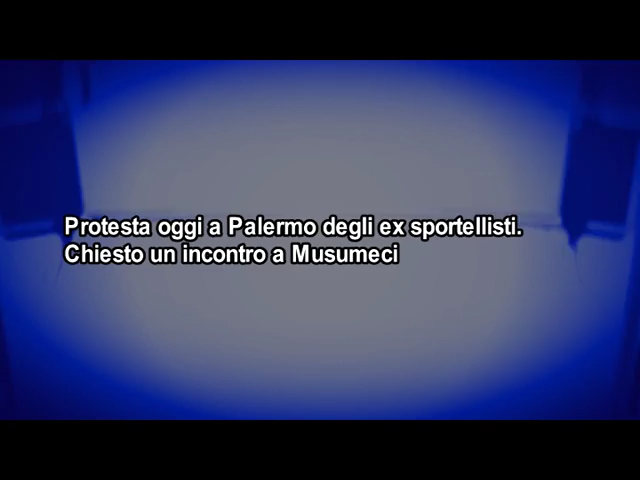 Protesta oggi a Palermo degli ex sportellisti.
Chiesto un incontro a Musumeci